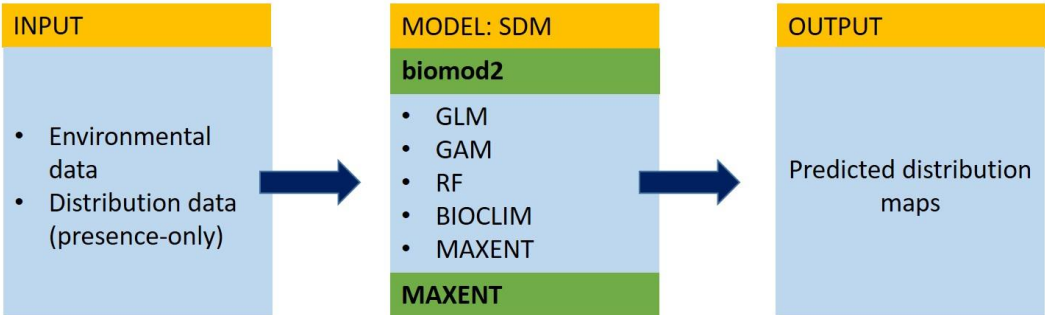 INPUT
• Environmental
data
• Distribution data
(presence-only)
MODEL: SDM
biomod2
• GLM
• GAM
• RF
• BIOCLIM
• MAXENT
MAXENT
OUTPUT
Predicted distribution
maps